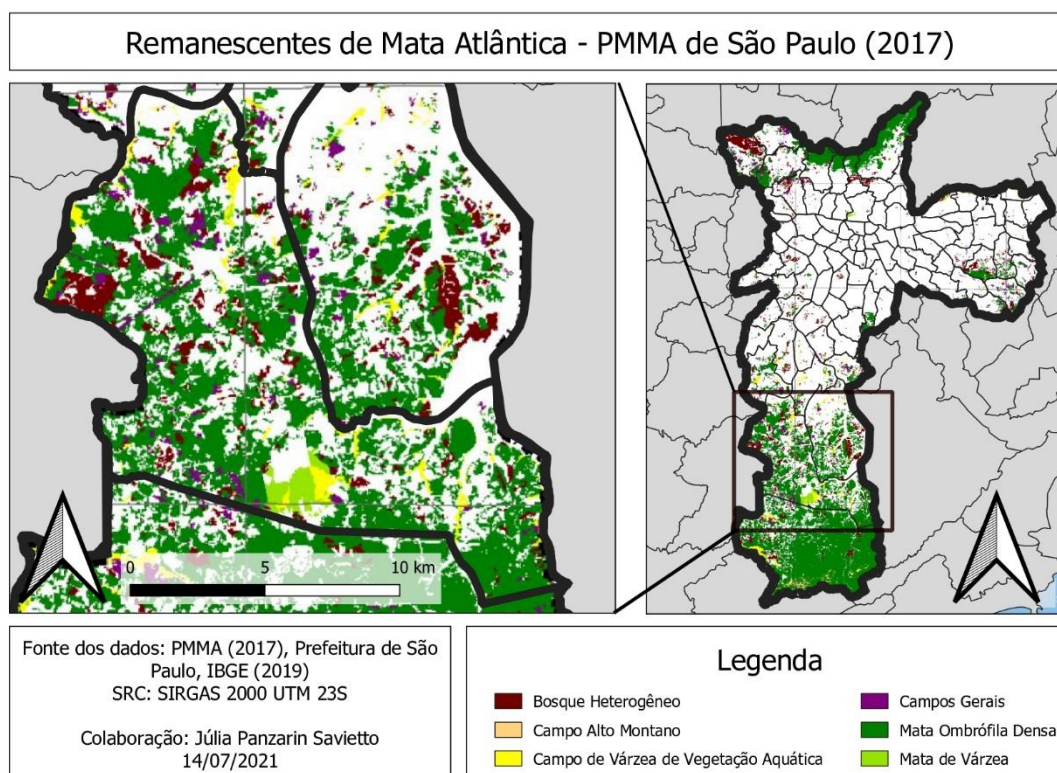 Remanescentes de Mata Atlântica - PMMA de São Paulo (2017)
0 5 10 km
Fonte dos dados: PMMA (2017), Prefeitura de São
Paulo, IBGE (2019)
SRC: SIRGAS 2000 UTM 23S
Colaboração: Júlia Panzarin Savietto
14/07/2021
Legenda
Bosque Heterogêneo
Campo Alto Montano
Campo de Várzea de Vegetação Aquática
Campos Gerais
Mata Ombrófila Densa
Mata de Várzea